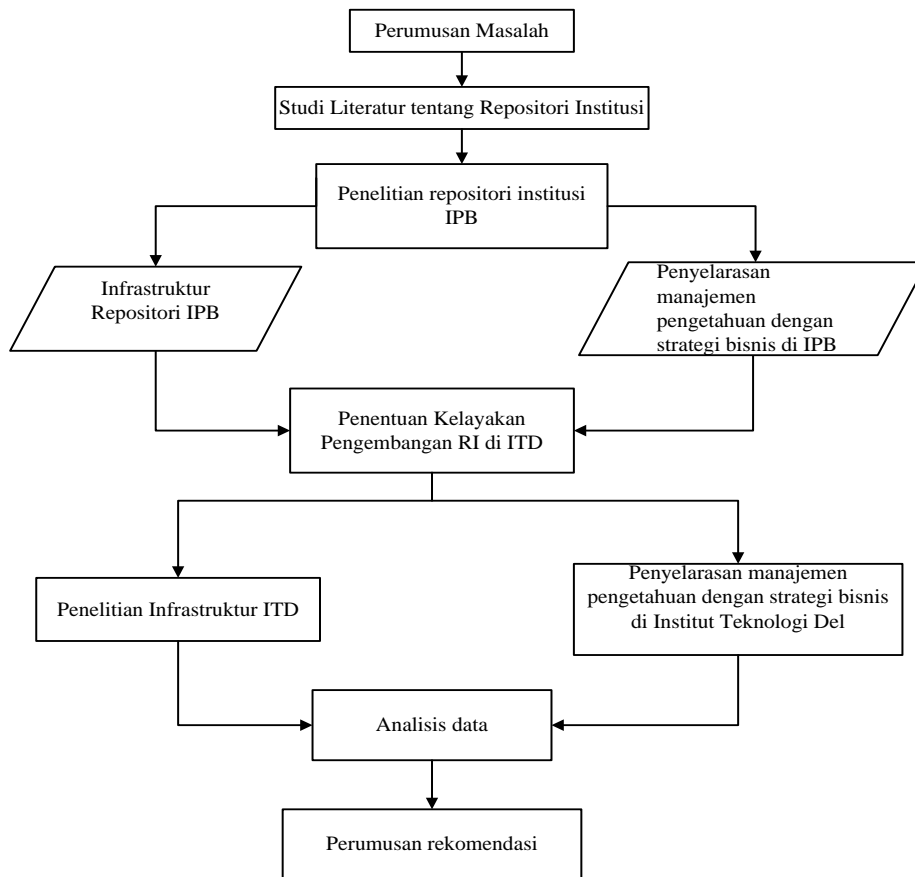 Perumusan Masalah
Studi Literatur tentang Repositori Institusi
Penelitian repositori institusi
IPB
Infrastruktur
Repositori IPB
Penyelarasan
manajemen
pengetahuan dengan
strategi bisnis di IPB
Penentuan Kelayakan
Pengembangan RI di ITD
Penelitian Infrastruktur ITD
Penyelarasan manajemen
pengetahuan dengan strategi bisnis
di Institut Teknologi Del
Analisis data
Perumusan rekomendasi